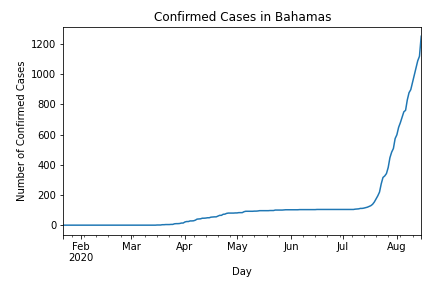 Confirmed Cases in Bahamas
Number of Confirmed Cases
1200
1000
800
600
400
200
0
Feb Mar Apr May Jun Jul Aug
2020
Day